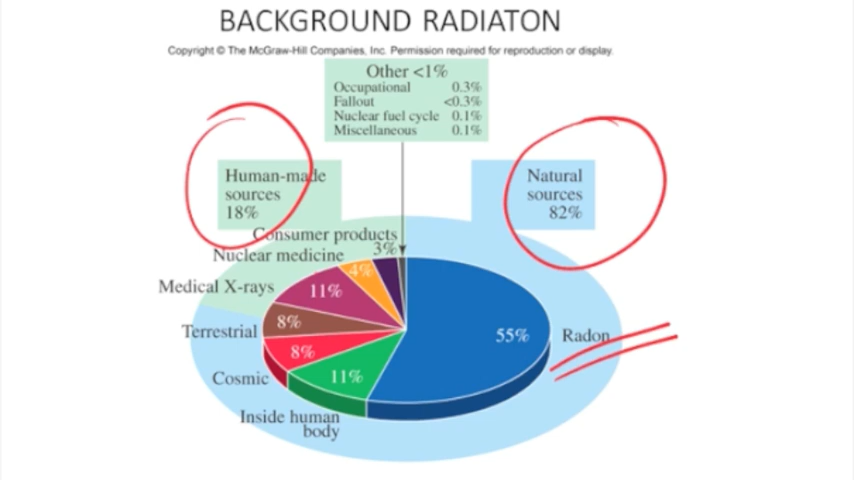 BACKGROUND RADIATON
Copyright © The McGraw-Hill Companies, Inc. Permission required for reproduction or display.
Other <1%
Occupational 0.3%
Fallout <0.3%
Nuclear fuel cycle 0.1%
Miscellaneous 0.1%
Human-made
sources
18%
Natural
sources
82%
Consumer products
3%
Nuclear medicine
4%
Medical X-rays
11%
Terrestrial
8%
55%
Radon
Cosmic
8%
11%
Inside human
body